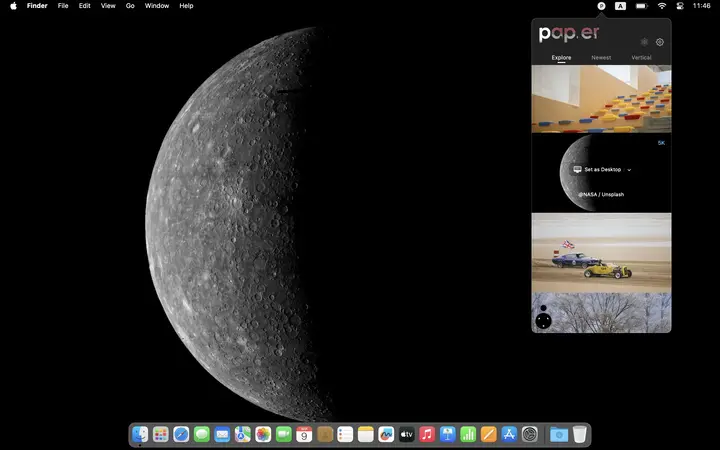 Finder File Edit View Go Window Help
P A 11:46
pap.er
Explore Newest Vertical
5K
Set as Desktop
@NASA / Unsplash
9
tv